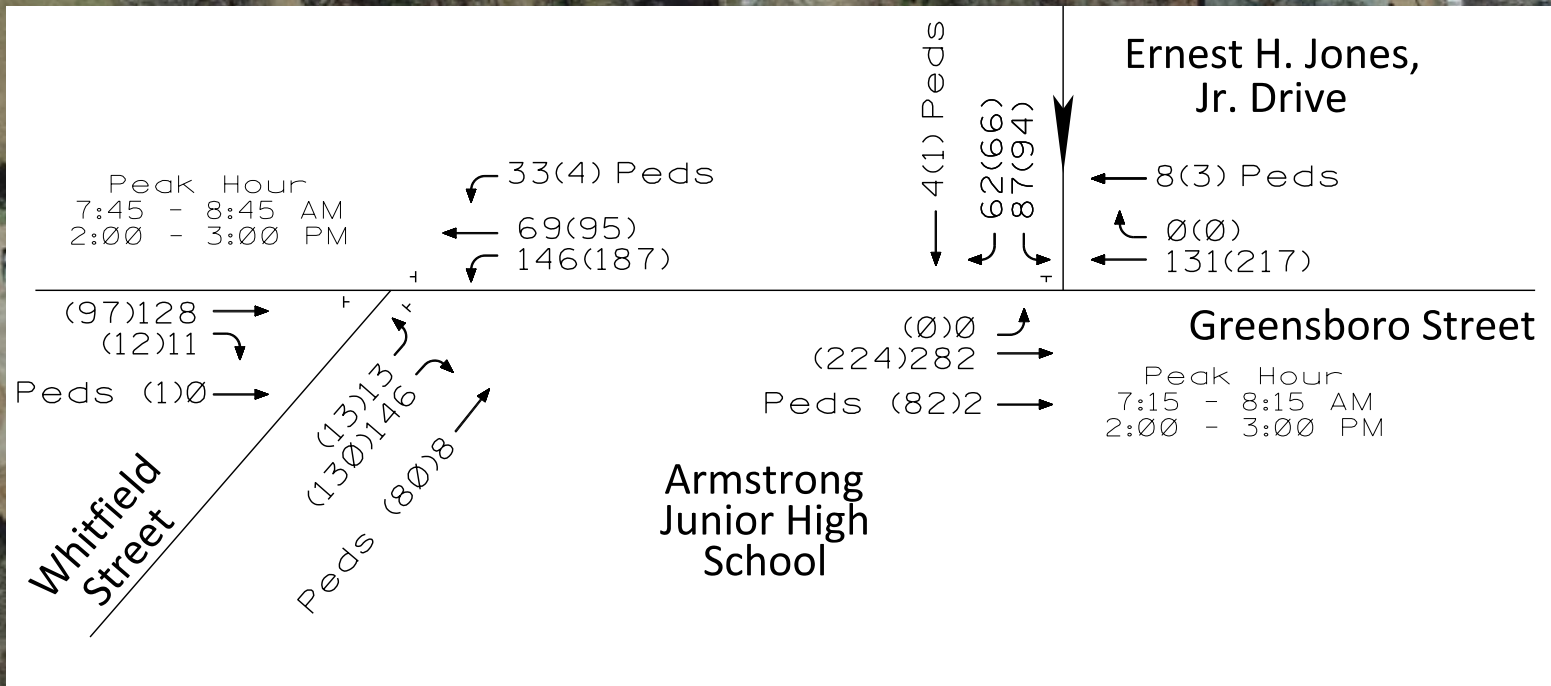 Ernest H. Jones,
Jr. Drive
4(1) Peds
62(66)
87(94)
8(3) Peds
0(0)
131(217)
Peak Hour
7:45 - 8:45 AM
2:00 - 3:00 PM
33(4) Peds
69(95)
146(187)
(97)128
(12)11
Peds (1)0
(13)13
(130)146
Peds (80)8
Whitfield
Street
(0)0
(224)282
Peds (82)2
Greensboro Street
Peak Hour
7:15 - 8:15 AM
2:00 - 3:00 PM
Armstrong
Junior High
School